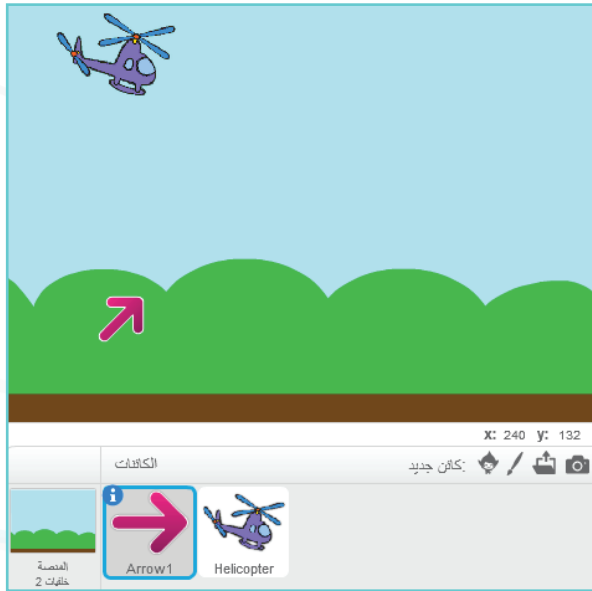 x: 240 y: 132
الكائنات
كائن جديد:
المنصة
خلفيات 2
Arrow1
Helicopter